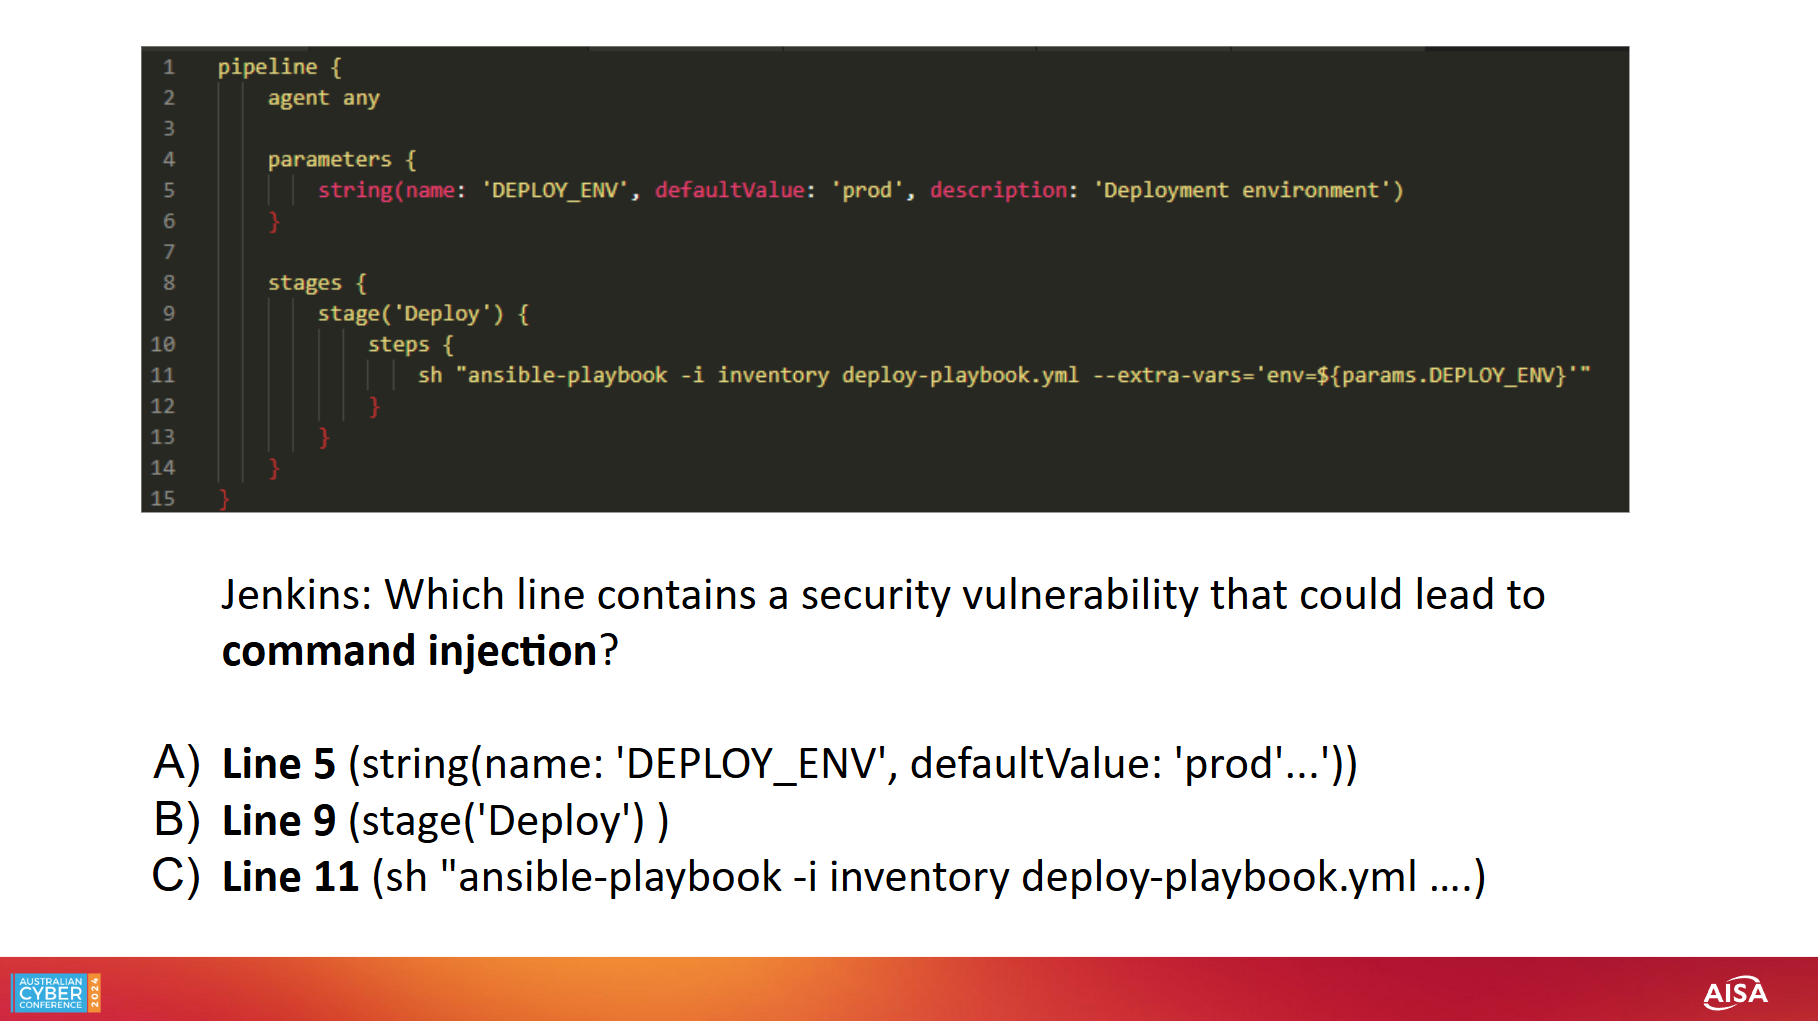 1 pipeline {
2 agent any
3
4 parameters {
5 string(name: 'DEPLOY_ENV', defaultValue: 'prod', description: 'Deployment environment')
6 }
7
8 stages {
9 stage('Deploy') {
10 steps {
11 sh "ansible-playbook -i inventory deploy-playbook.yml --extra-vars='env=${params.DEPLOY_ENV}'"
12 }
13 }
14 }
15 }
Jenkins: Which line contains a security vulnerability that could lead to
command injection?
A) Line 5 (string(name: 'DEPLOY_ENV', defaultValue: 'prod'...'))
B) Line 9 (stage('Deploy') )
C) Line 11 (sh "ansible-playbook -i inventory deploy-playbook.yml ....)
AUSTRALIAN
CYBER
CONFERENCE
2024
AISA